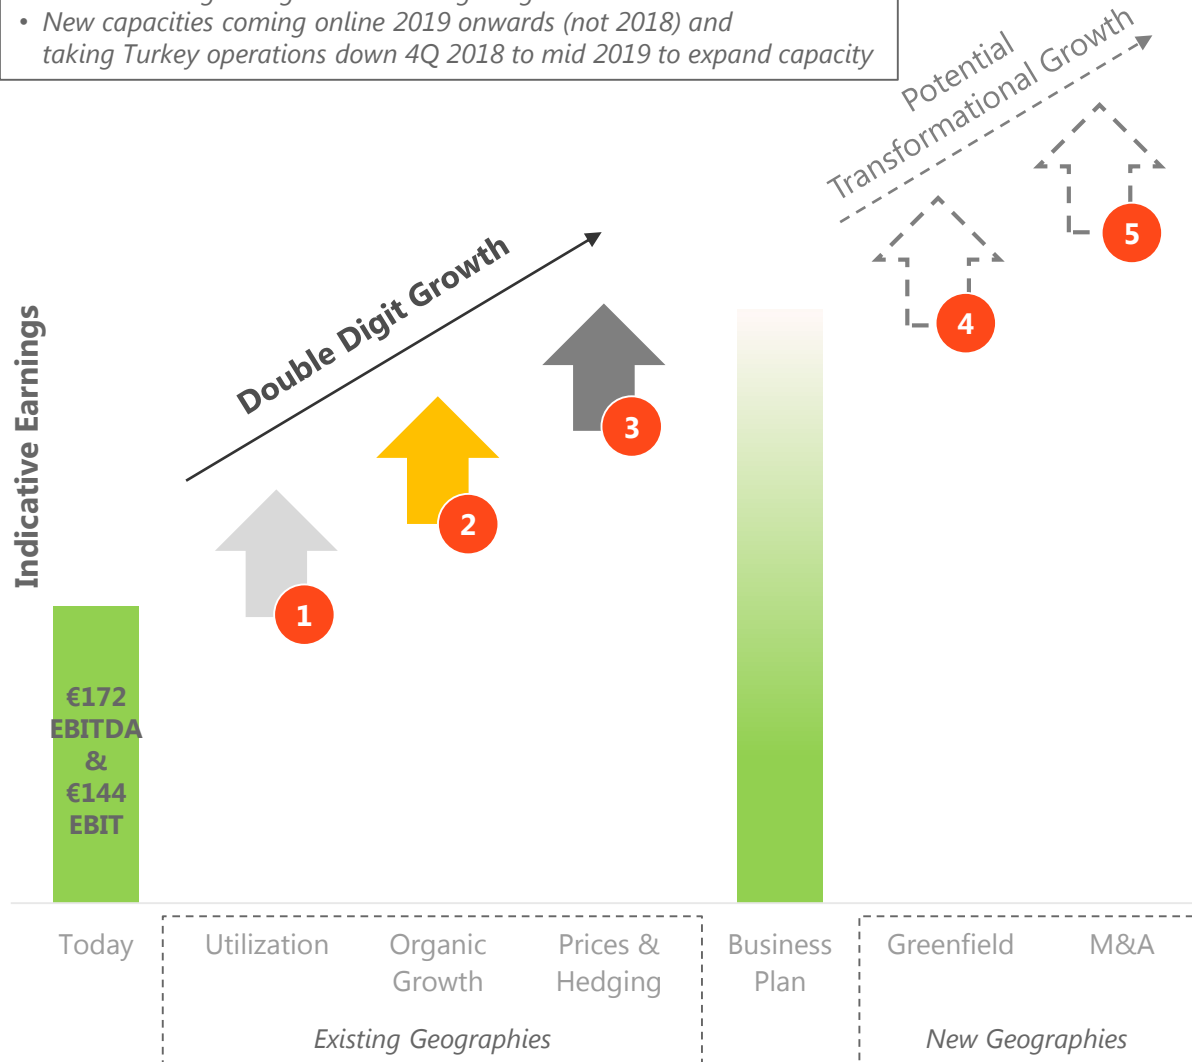 • New capacities coming online 2019 onwards (not 2018) and
taking Turkey operations down 4Q 2018 to mid 2019 to expand capacity
Potential
Transformational Growth
Double Digit Growth
Indicative Earnings
1
2
3
4
5
€172
EBITDA
&
€144
EBIT
Today
Utilization
Organic
Growth
Prices &
Hedging
Business
Plan
Greenfield
M&A
Existing Geographies
New Geographies